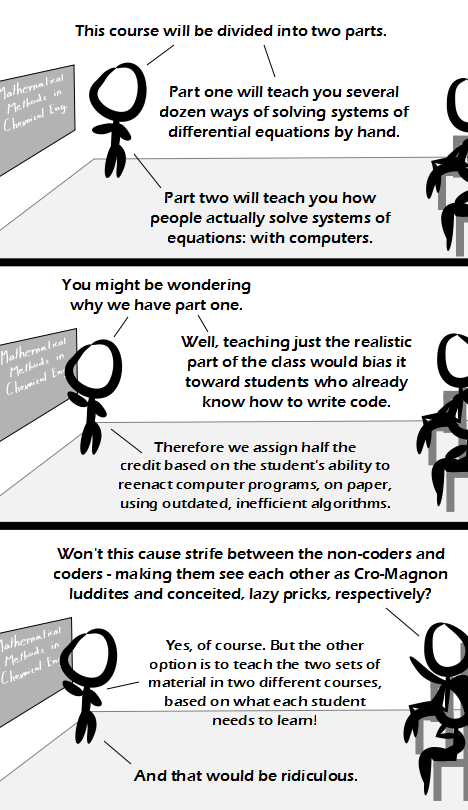 This course will be divided into two parts.
Mathematical
Methods in
Chemical Eng.
Part one will teach you several
dozen ways of solving systems of
differential equations by hand.
Part two will teach you how
people actually solve systems of
equations: with computers.
You might be wondering
why we have part one.
Mathematical
Methods in
Chemical En
Well, teaching just the realistic
part of the class would bias it
toward students who already
know how to write code.
Therefore we assign half the
credit based on the student's ability to
reenact computer programs, on paper,
using outdated, inefficient algorithms.
Won't this cause strife between the non-coders and
coders - making them see each other as Cro-Magnon
luddites and conceited, lazy pricks, respectively?
Mathematical
Methods in
Chemical En
Yes, of course. But the other
option is to teach the two sets of
material in two different courses,
based on what each student
needs to learn!
And that would be ridiculous.